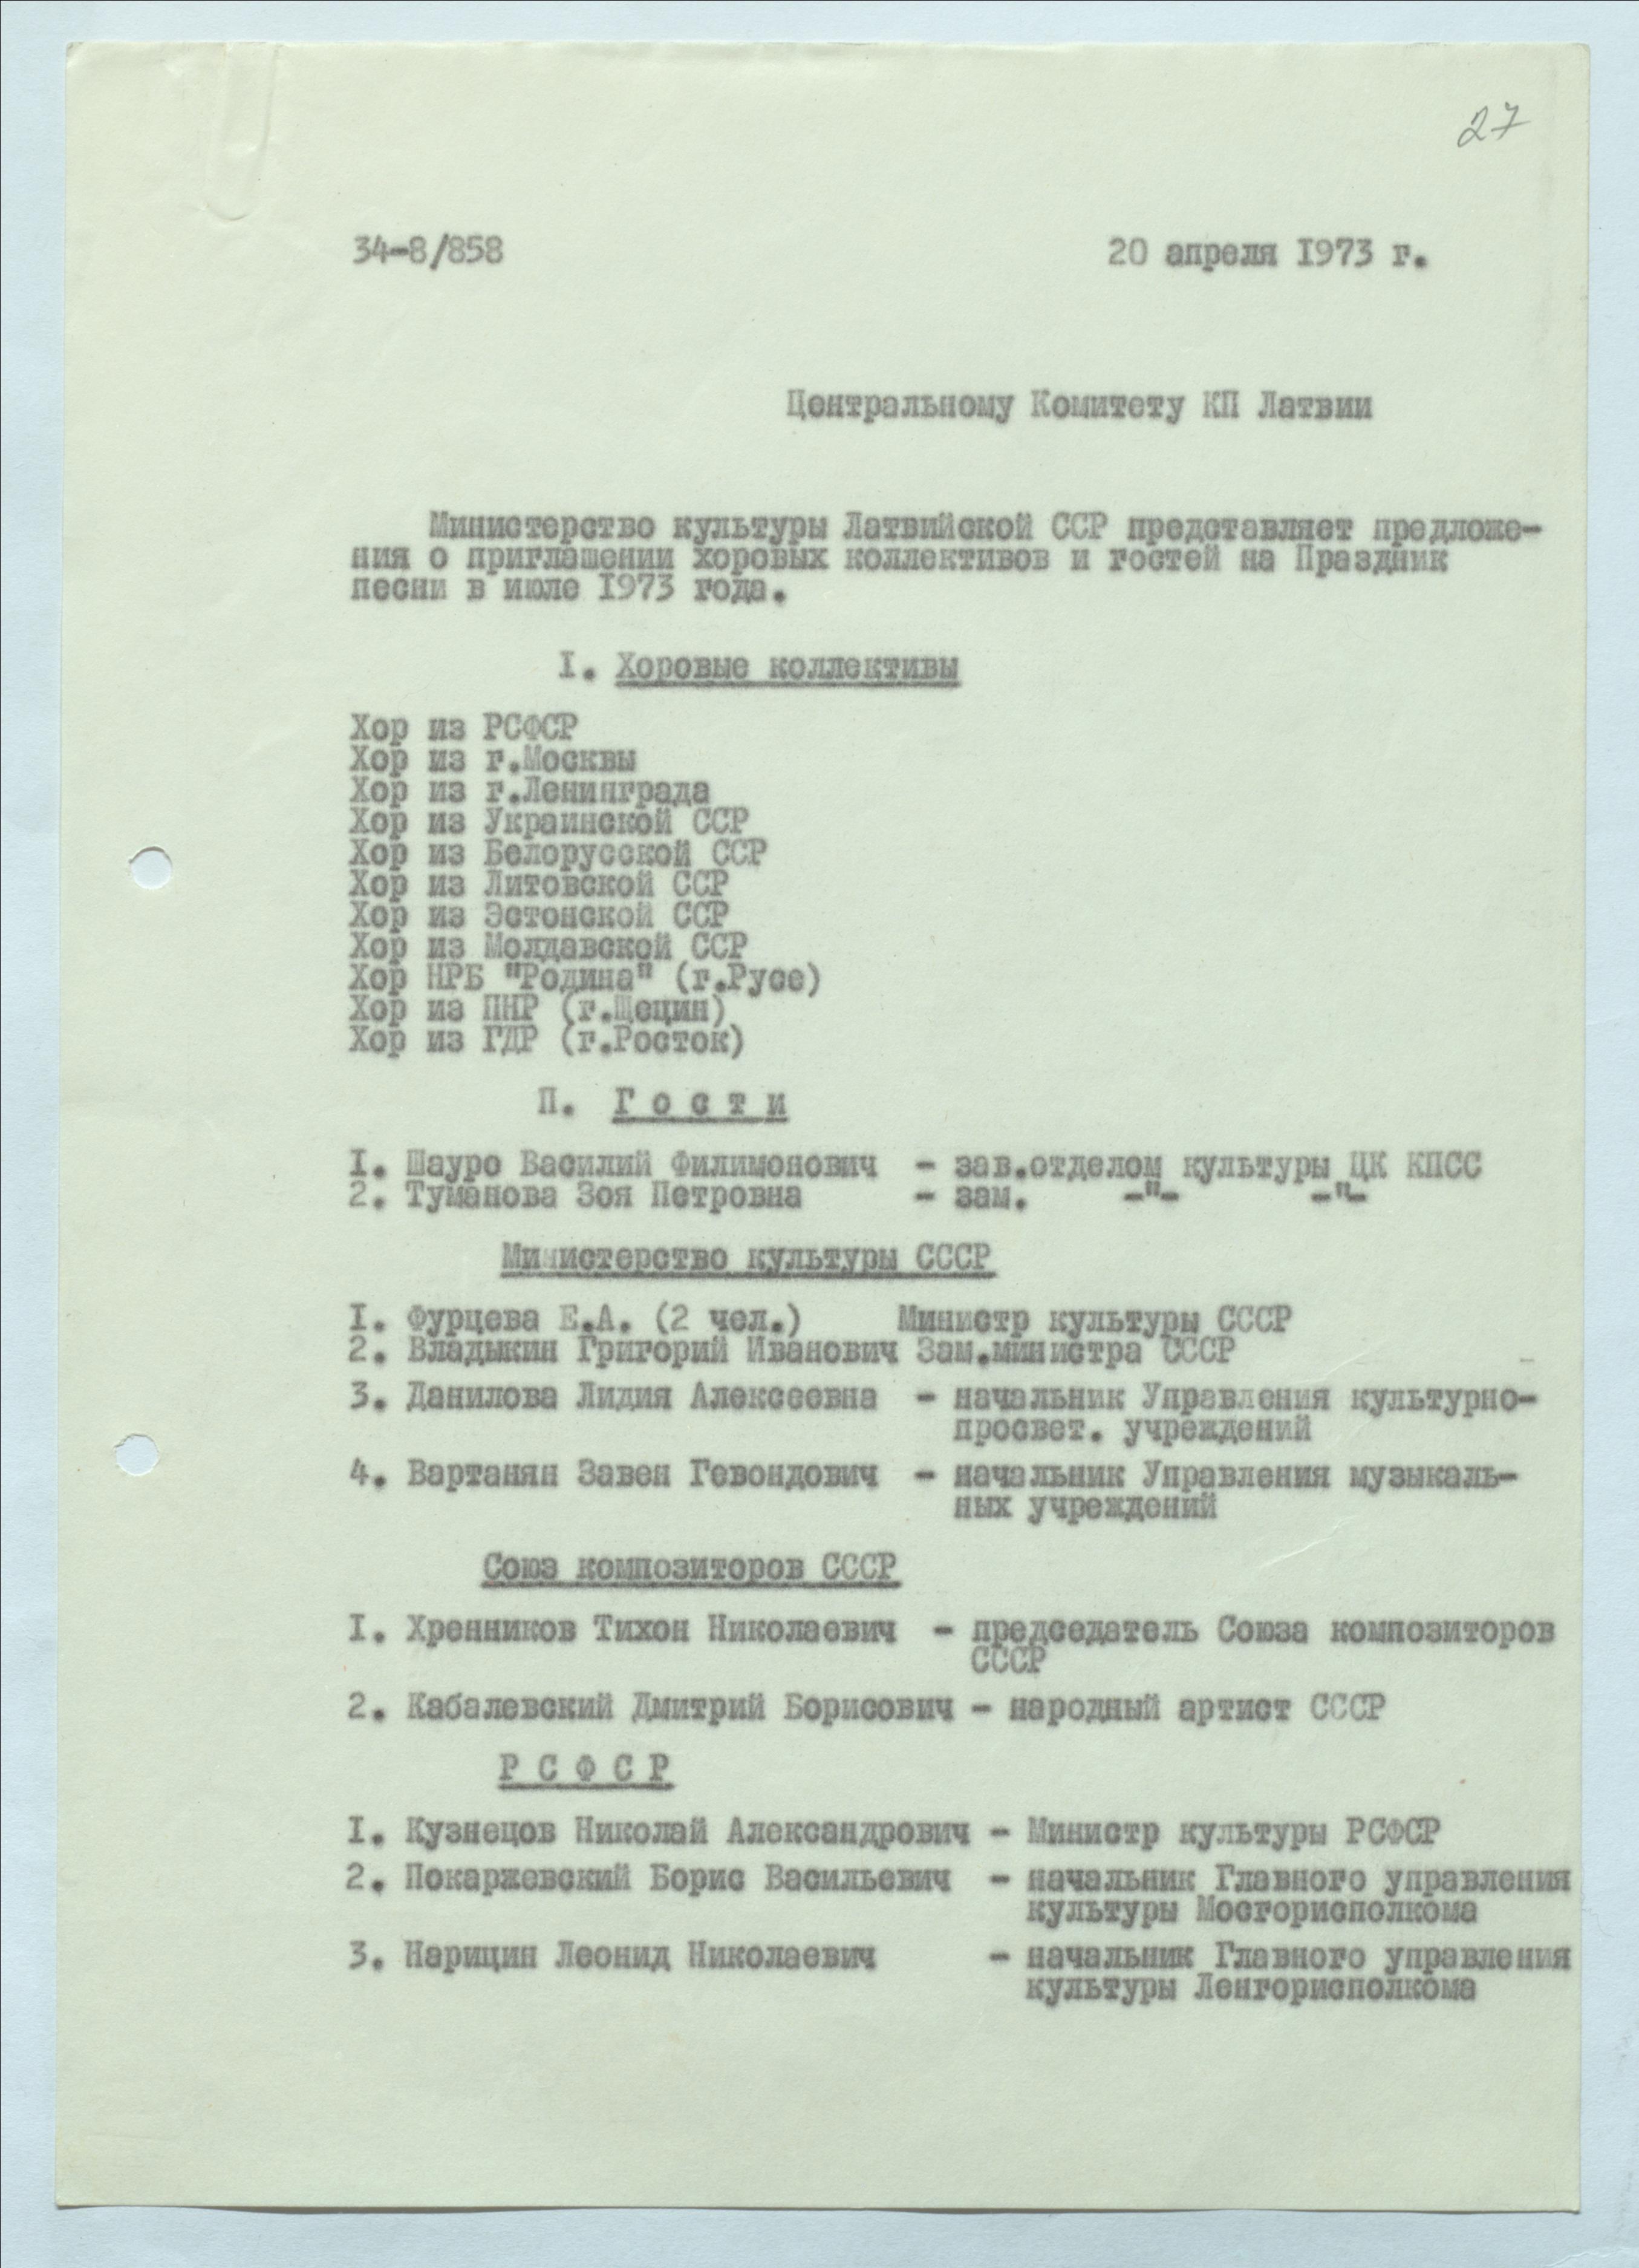 27
34-8/858 20 апреля I973 г.
Центральному Комитету КП Латвии
Министерство культуры Латвийской ССР представляет предложе-
ния о приглашении хоровых коллективов и гостей на Праздник
песни в июле I973 года.
I. Хоровые коллективы
Хор из РСФСР
Хор из г.Москвы
Хор из г.Ленинграда
Хор из Украинской ССР
Хор из Белорусской ССР
Хор из Литовской ССР
Хор из Эстонской ССР
Хор из Молдавской ССР
Хор НРБ "Родина" (г.Русе)
Хор из ПНР (г.Щецин)
Хор из ГДР (г.Росток)
П. Г о с т и
I. Шауро Василий Филимонович - зав.отделом культуры ЦК КПСС
2. Туманова Зоя Петровна - зам. -"- -"-
Министерство культуры СССР
I. Фурцева Е.А. (2 чел.) Министр культуры СССР
2. Владыкин Григорий Иванович Зам.министра СССР
3. Данилова Лидия Алексеевна - начальник Управления культурно-
просвет. учреждений
4. Вартанян Завен Гевондович - начальник Управления музыкаль-
ных учреждений
Союз композиторов СССР
I. Хренников Тихон Николаевич - председатель Союза композиторов
СССР
2. Кабалевский Дмитрий Борисович - народный артист СССР
Р С Ф С Р
I. Кузнецов Николай Александрович - Министр культуры РСФСР
2. Покаржевский Борис Васильевич - начальник Главного управления
культуры Мосгорисполкома
3. Нарицин Леонид Николаевич - начальник Главного управления
культуры Ленгорисполкома